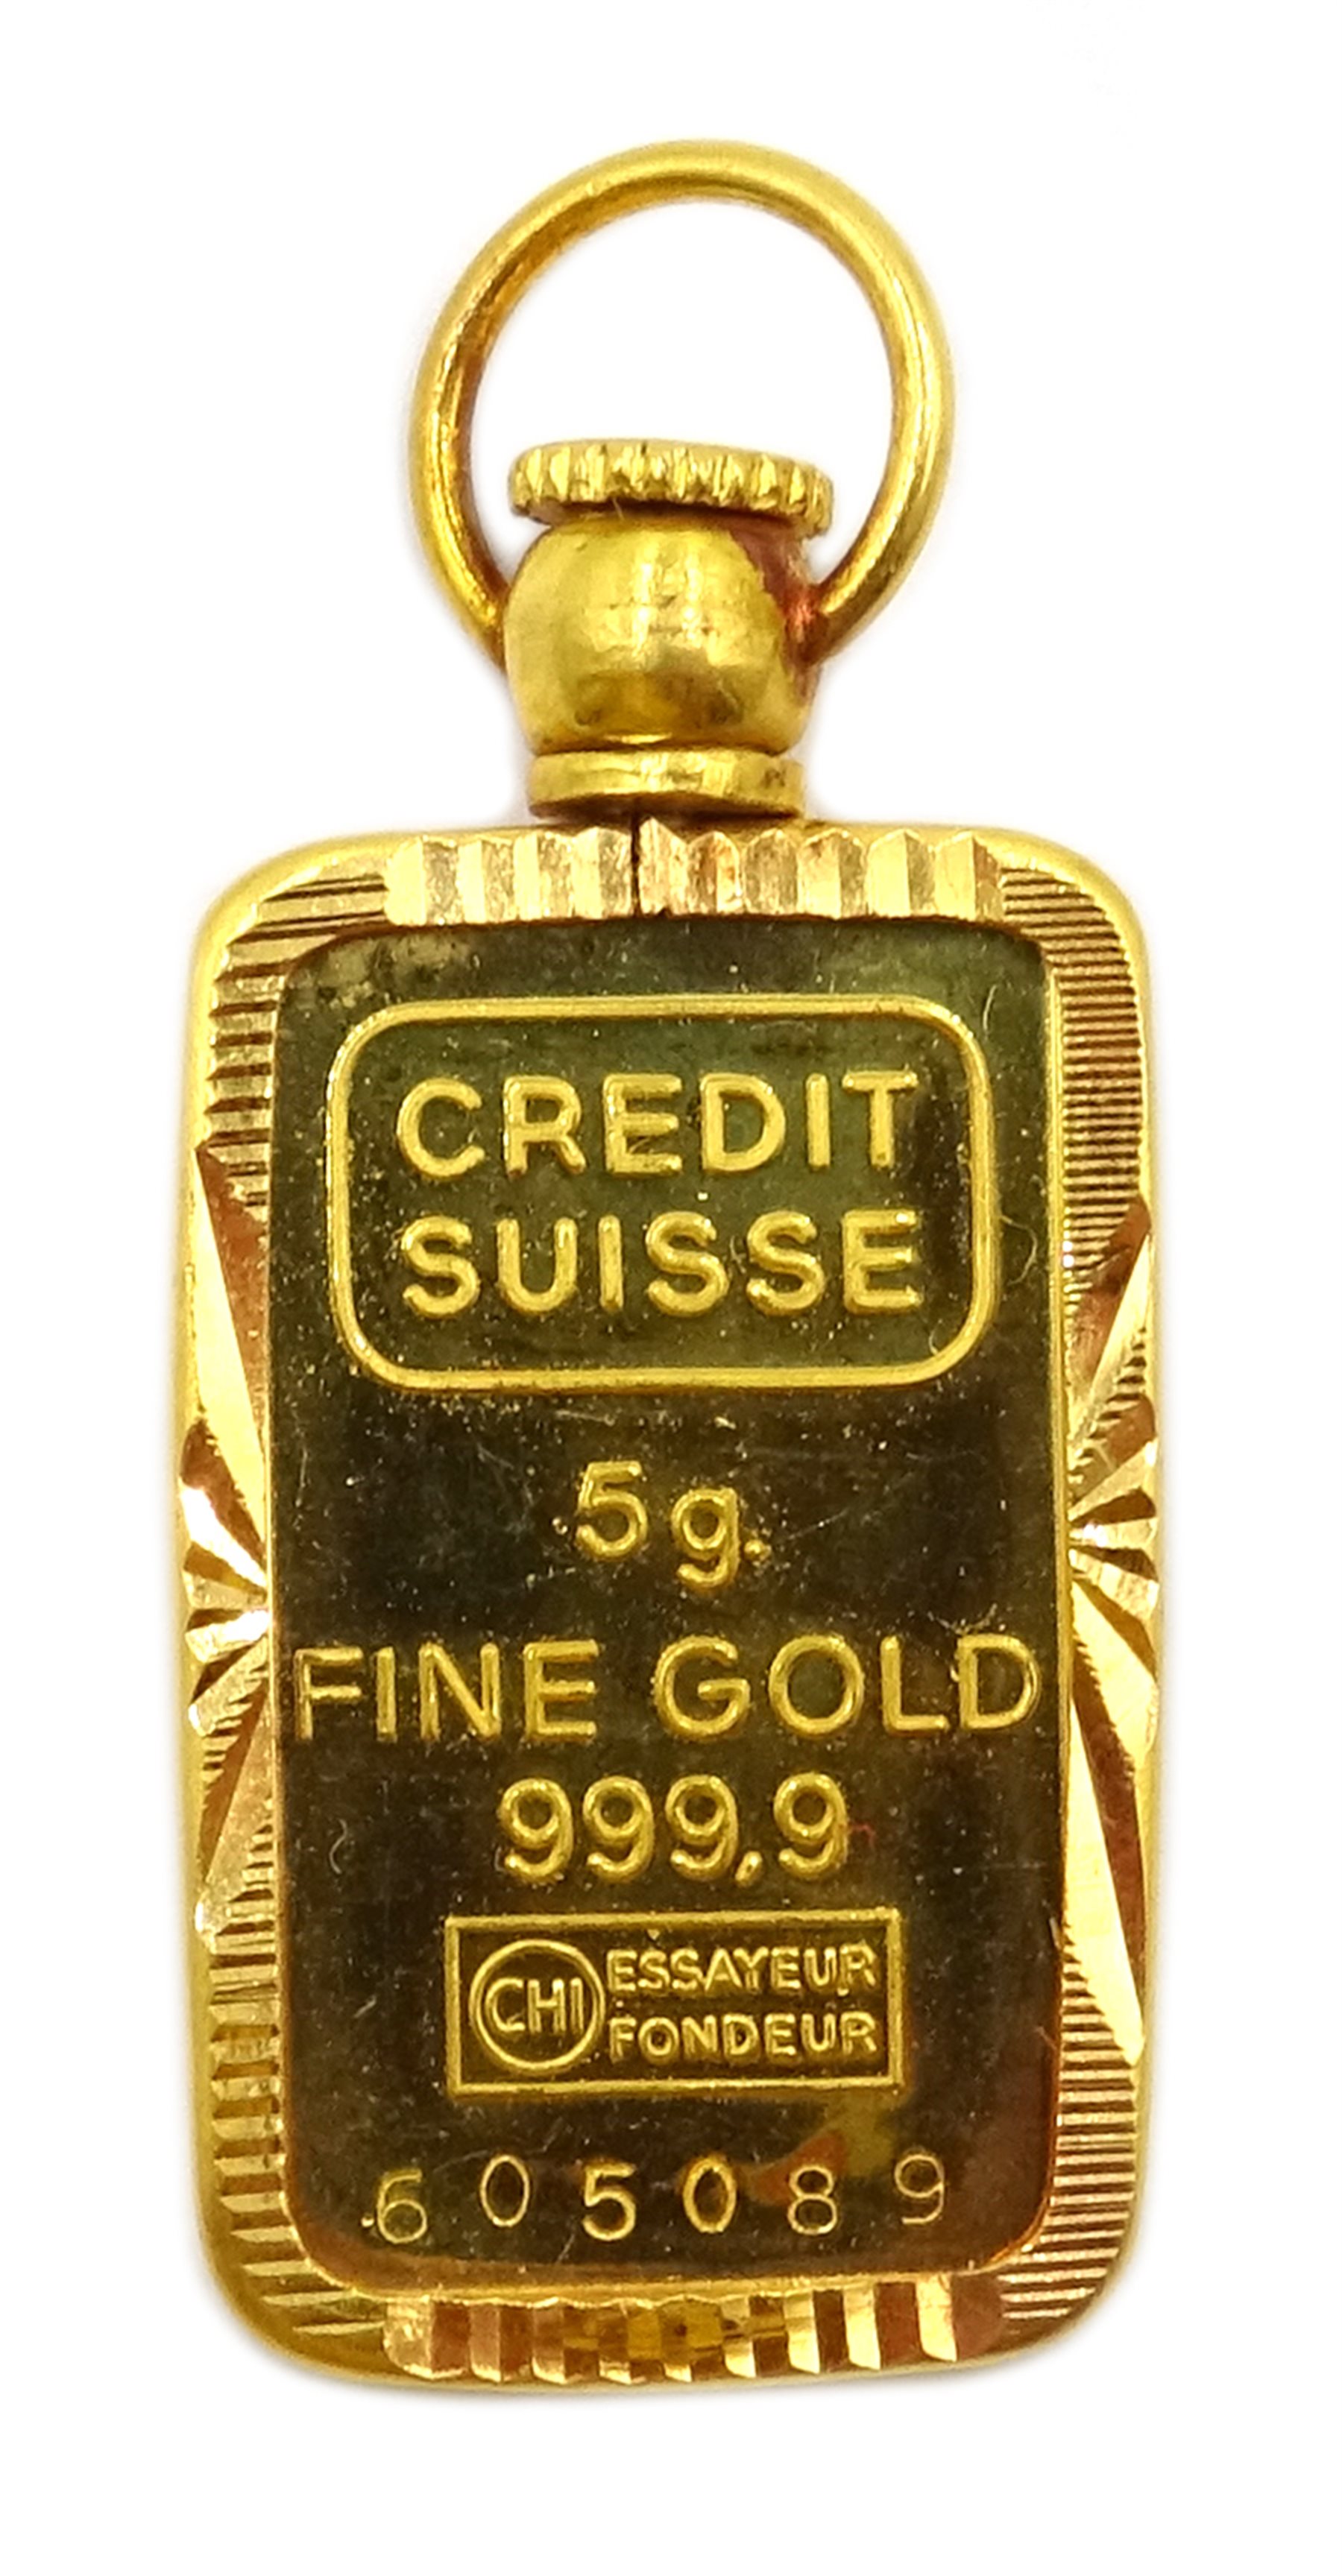 CREDIT
SUISSE
5g.
FINE GOLD
999,9
CHI ESSAYEUR
FONDEUR
605089